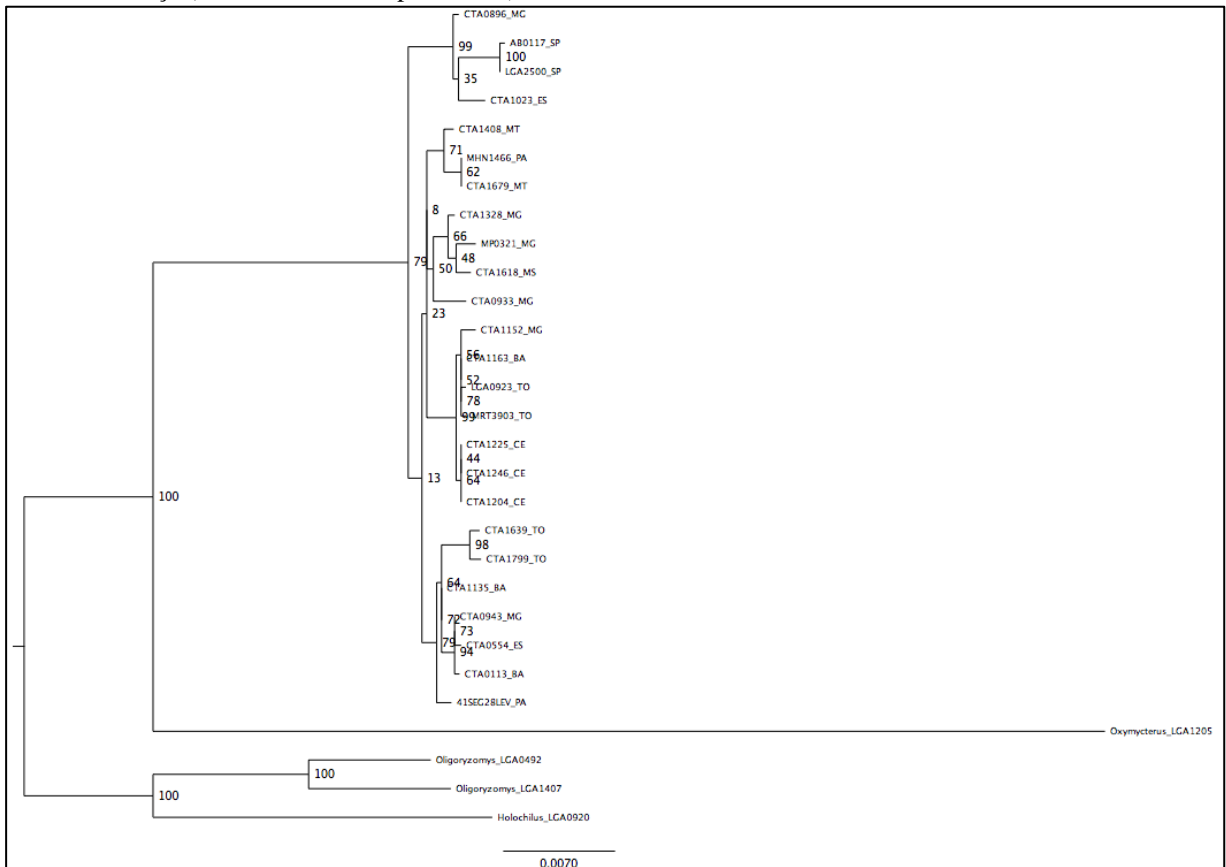 CTA0896_MG
99
AB0117_SP
100
LGA2500_SP
35
CTA1023_ES
CTA1408_MT
71
MHN1466_PA
62
CTA1679_MT
8
CTA1328_MG
66
MP0321_MG
48
79
50
CTA1618_MS
CTA0933_MG
23
CTA1152_MG
56
CTA1163_BA
52
LGA0923_TO
78
99
MRT3903_TO
CTA1225_CE
44
CTA1246_CE
13
64
CTA1204_CE
100
CTA1639_TO
98
CTA1799_TO
64
CTA1135_BA
CTA0943_MG
72
73
79
CTA0554_ES
94
CTA0113_BA
41SEG28LEV_PA
Oxymycterus_LGA1205
Oligoryzomys_LGA0492
100
Oligoryzomys_LGA1407
100
Holochilus_LGA0920
0.0070